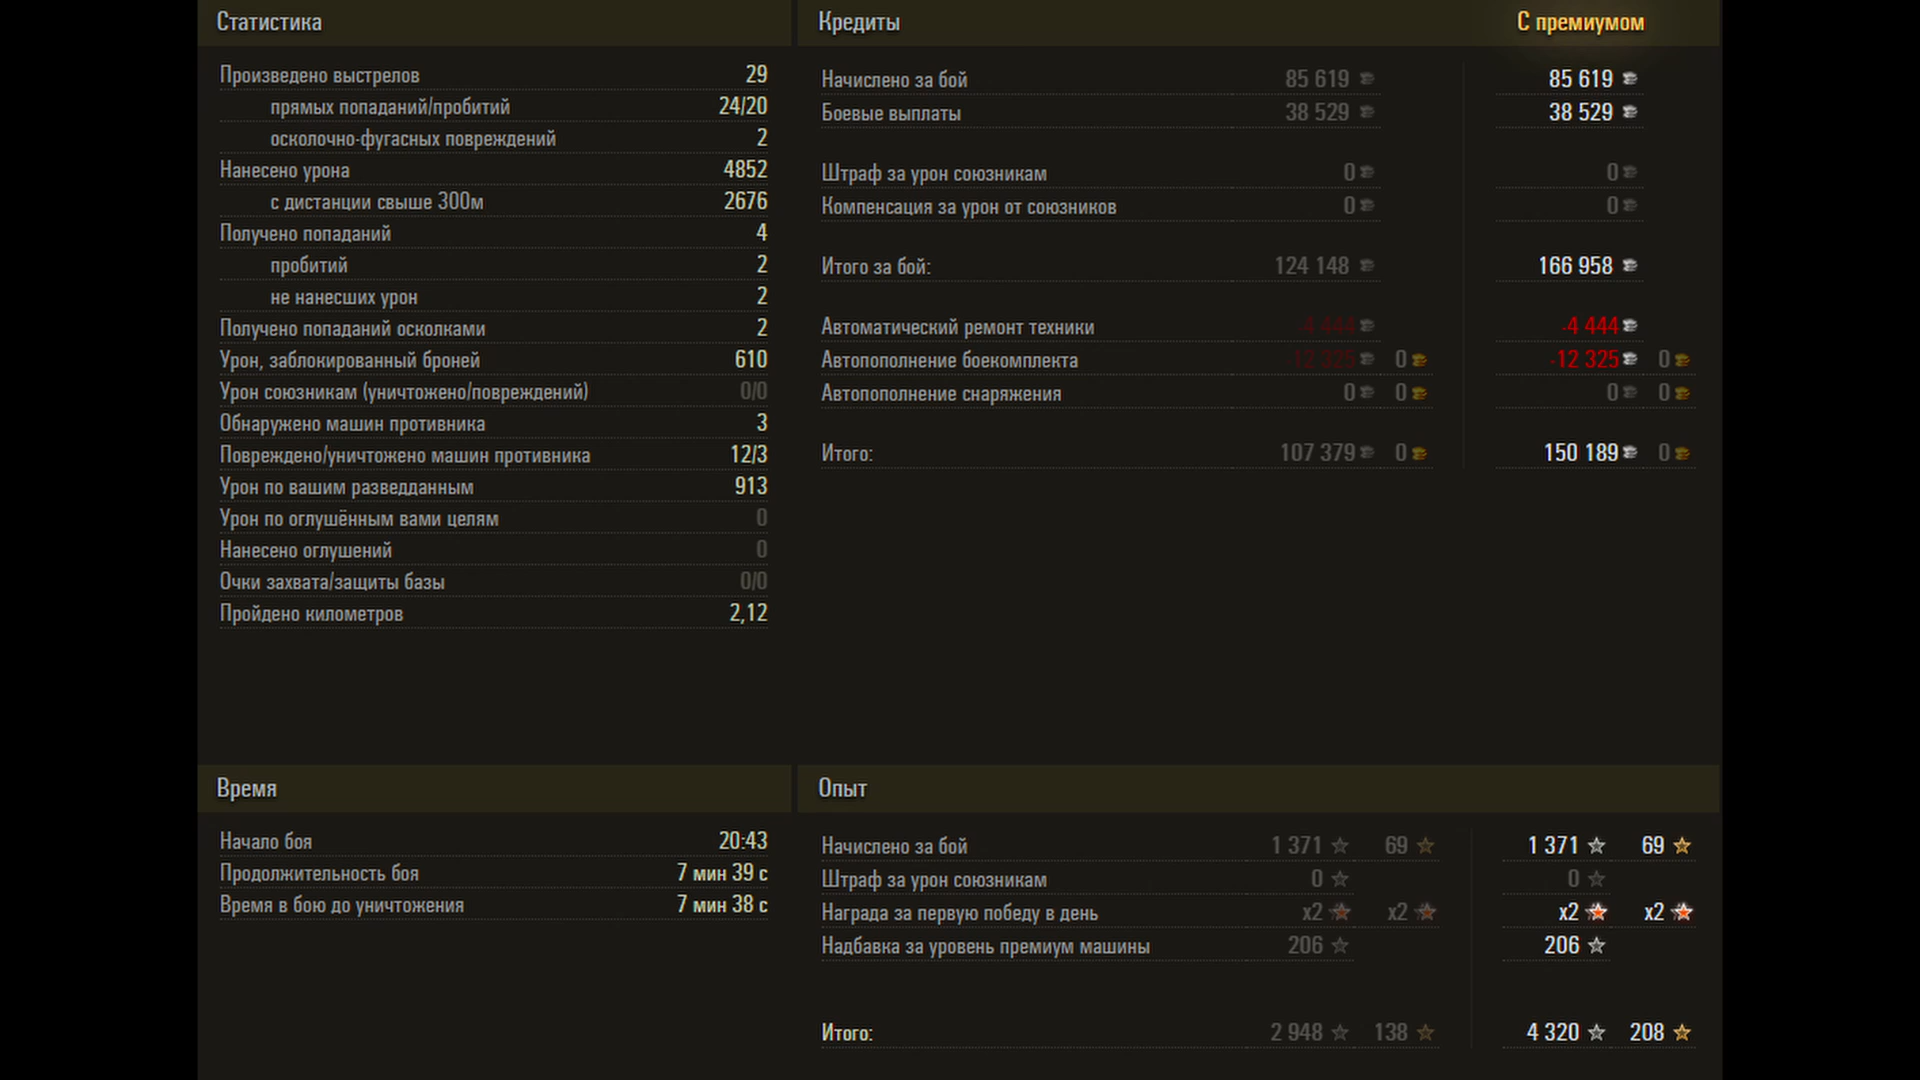 Статистика
Произведено выстрелов 29
прямых попаданий/пробитий 24/20
осколочно-фугасных повреждений 2
Нанесено урона 4852
с дистанции свыше 300м 2676
Получено попаданий 4
пробитий 2
не нанесших урон 2
Получено попаданий осколками 2
Урон, заблокированный броней 610
Урон союзникам (уничтожено/повреждений) 0/0
Обнаружено машин противника 3
Повреждено/уничтожено машин противника 12/3
Урон по вашим разведданным 913
Урон по оглушённым вами целям 0
Нанесено оглушений 0
Очки захвата/защиты базы 0/0
Пройдено километров 2,12
Кредиты С премиумом
Начислено за бой 85 619 85 619
Боевые выплаты 38 529 38 529
Штраф за урон союзникам 0 0
Компенсация за урон от союзников 0 0
Итого за бой: 124 148 166 958
Автоматический ремонт техники -4 444 -4 444
Автопополнение боекомплекта -12 325 0 -12 325 0
Автопополнение снаряжения 0 0 0 0
Итого: 107 379 0 150 189 0
Время
Начало боя 20:43
Продолжительность боя 7 мин 39 с
Время в бою до уничтожения 7 мин 38 с
Опыт
Начислено за бой 1 371 69 1 371 69
Штраф за урон союзникам 0 0
Награда за первую победу в день x2 x2 x2 x2
Надбавка за уровень премиум машины 206 206
Итого: 2 948 138 4 320 208